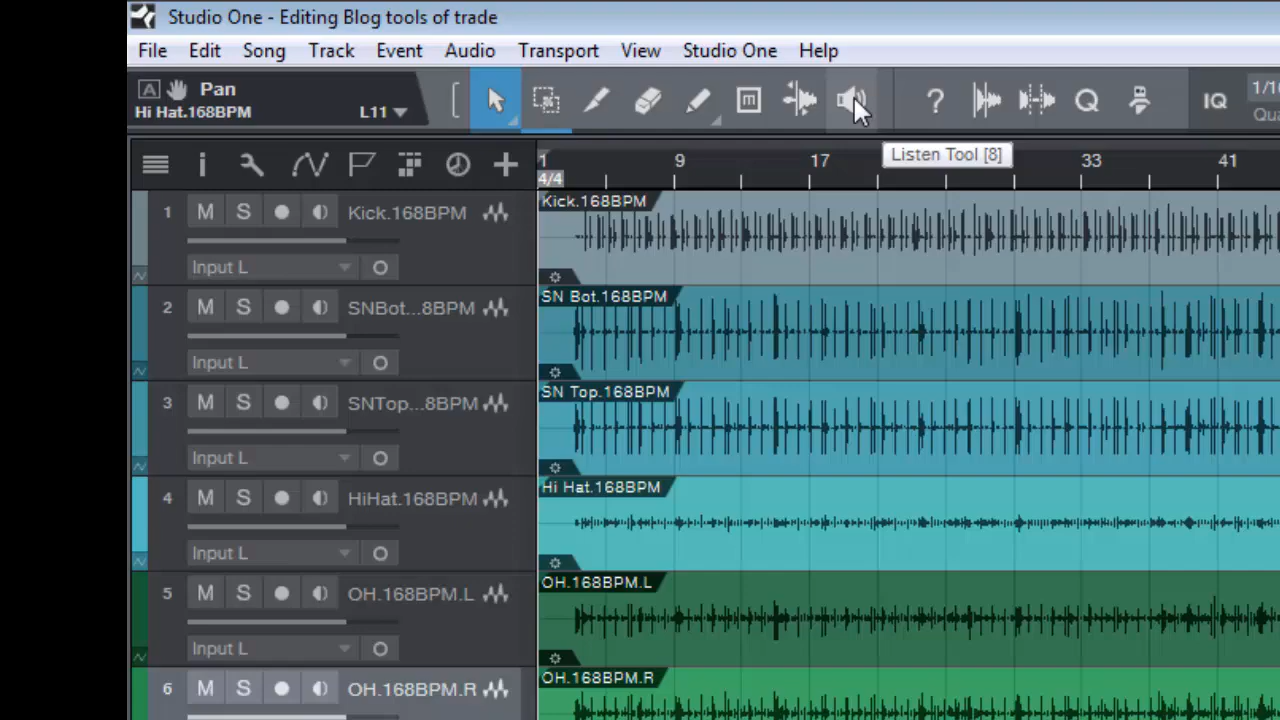 Studio One - Editing Blog tools of trade
File Edit Song Track Event Audio Transport View Studio One Help
A Pan
Hi Hat.168BPM L11
IQ
Listen Tool [8]
1 9 17 33 41
4/4
1 M S Kick.168BPM
Input L
Kick.168BPM
2 M S SNBot...8BPM
Input L
SN Bot.168BPM
3 M S SNTop...8BPM
Input L
SN Top.168BPM
4 M S HiHat.168BPM
Input L
Hi Hat.168BPM
5 M S OH.168BPM.L
Input L
OH.168BPM.L
6 M S OH.168BPM.R
OH.168BPM.R